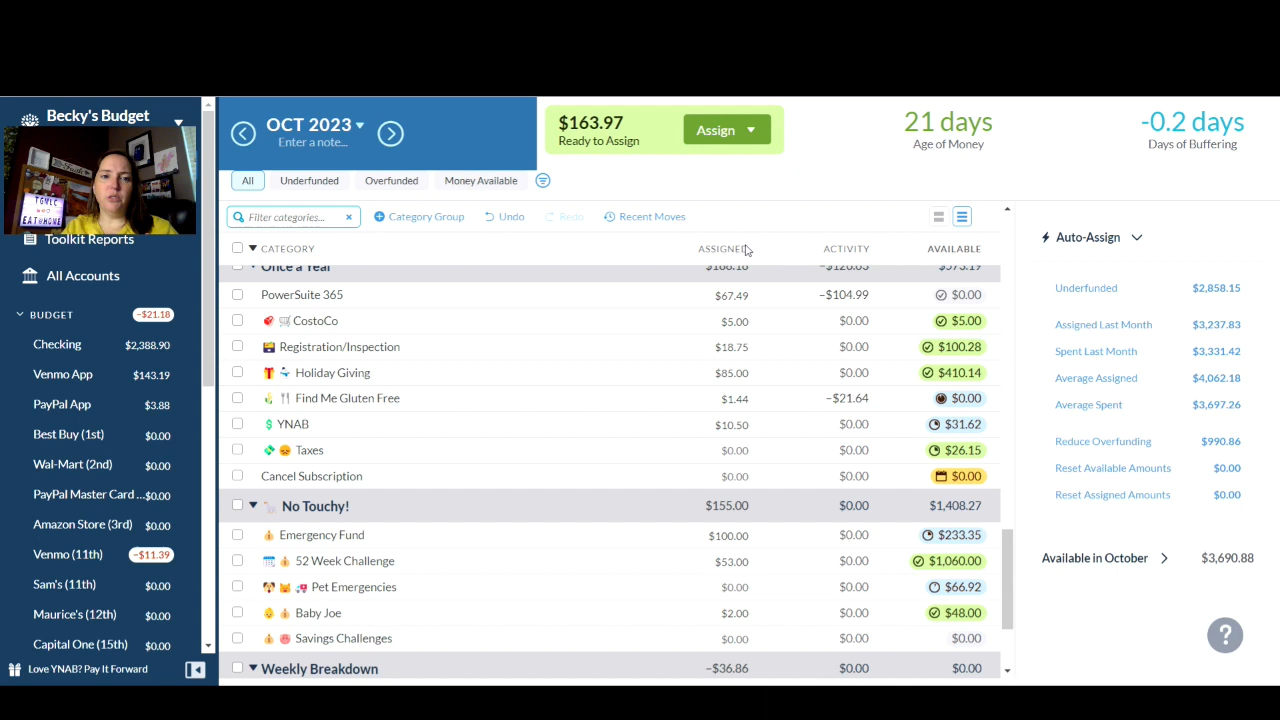 Becky's Budget
TGMLC
EAT@HOME
Toolkit Reports
All Accounts
BUDGET −$21.18
Checking $2,388.90
Venmo App $143.19
PayPal App $3.88
Best Buy (1st) $0.00
Wal-Mart (2nd) $0.00
PayPal Master Card ... $0.00
Amazon Store (3rd) $0.00
Venmo (11th) −$11.39
Sam's (11th) $0.00
Maurice's (12th) $0.00
Capital One (15th) $0.00
Love YNAB? Pay It Forward
OCT 2023
Enter a note...
$163.97
Ready to Assign
Assign
21 days
Age of Money
-0.2 days
Days of Buffering
All Underfunded Overfunded Money Available
Filter categories... × Category Group Undo Redo Recent Moves
CATEGORY ASSIGNED ACTIVITY AVAILABLE
Once a Year $188.18 −$126.63 $573.19
PowerSuite 365 $67.49 −$104.99 $0.00
CostoCo $5.00 $0.00 $5.00
Registration/Inspection $18.75 $0.00 $100.28
Holiday Giving $85.00 $0.00 $410.14
Find Me Gluten Free $1.44 −$21.64 $0.00
YNAB $10.50 $0.00 $31.62
Taxes $0.00 $0.00 $26.15
Cancel Subscription $0.00 $0.00 $0.00
No Touchy! $155.00 $0.00 $1,408.27
Emergency Fund $100.00 $0.00 $233.35
52 Week Challenge $53.00 $0.00 $1,060.00
Pet Emergencies $0.00 $0.00 $66.92
Baby Joe $2.00 $0.00 $48.00
Savings Challenges $0.00 $0.00 $0.00
Weekly Breakdown −$36.86 $0.00 $0.00
Auto-Assign
Underfunded $2,858.15
Assigned Last Month $3,237.83
Spent Last Month $3,331.42
Average Assigned $4,062.18
Average Spent $3,697.26
Reduce Overfunding $990.86
Reset Available Amounts $0.00
Reset Assigned Amounts $0.00
Available in October $3,690.88
?